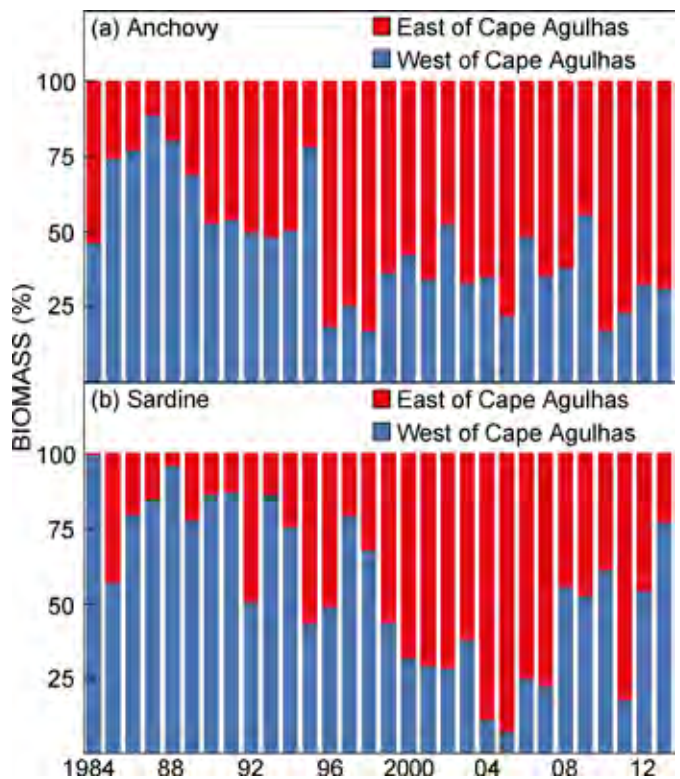 (a) Anchovy
East of Cape Agulhas
West of Cape Agulhas
100
75
50
25
BIOMASS (%)
(b) Sardine
East of Cape Agulhas
West of Cape Agulhas
100
75
50
25
1984 88 92 96 2000 04 08 12